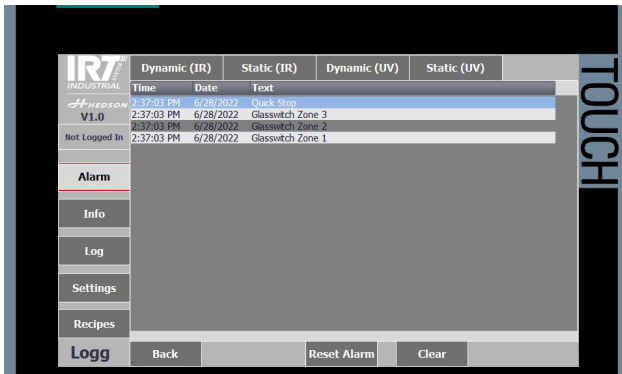 IRT SYSTEM
INDUSTRIAL
HEDSON
V1.0
Not Logged In
Alarm
Info
Log
Settings
Recipes
Logg
Dynamic (IR) Static (IR) Dynamic (UV) Static (UV)
Time Date Text
2:37:03 PM 6/28/2022 Quick Stop
2:37:03 PM 6/28/2022 Glasswitch Zone 3
2:37:03 PM 6/28/2022 Glasswitch Zone 2
2:37:03 PM 6/28/2022 Glasswitch Zone 1
Back Reset Alarm Clear
TOUCH